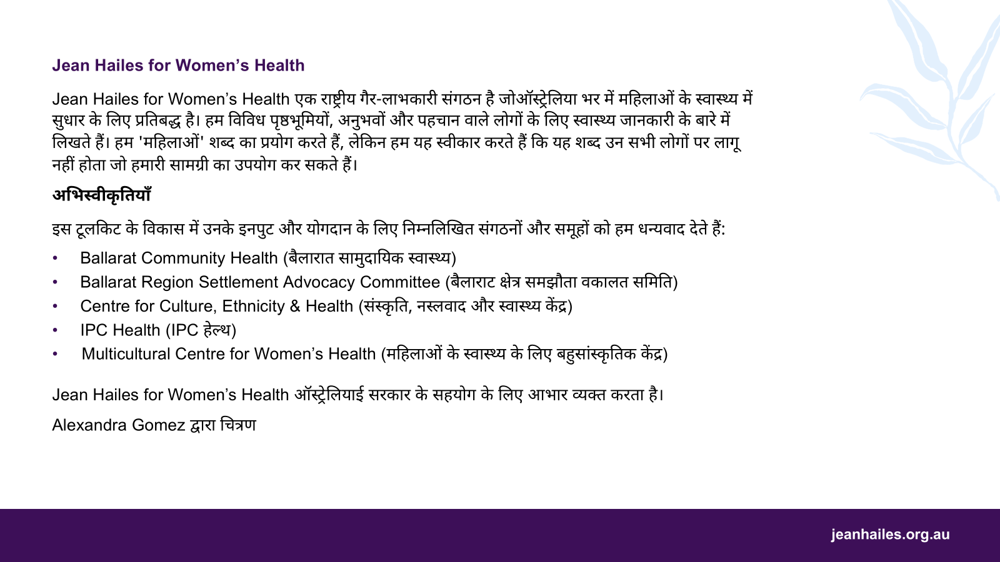 Jean Hailes for Women’s Health
Jean Hailes for Women’s Health एक राष्ट्रीय गैर-लाभकारी संगठन है जोऑस्ट्रेलिया भर में महिलाओं के स्वास्थ्य में
सुधार के लिए प्रतिबद्ध है। हम विविध पृष्ठभूमियों, अनुभवों और पहचान वाले लोगों के लिए स्वास्थ्य जानकारी के बारे में
लिखते हैं। हम 'महिलाओं' शब्द का प्रयोग करते हैं, लेकिन हम यह स्वीकार करते हैं कि यह शब्द उन सभी लोगों पर लागू
नहीं होता जो हमारी सामग्री का उपयोग कर सकते हैं।
अभिस्वीकृतियाँ
इस टूलकिट के विकास में उनके इनपुट और योगदान के लिए निम्नलिखित संगठनों और समूहों को हम धन्यवाद देते हैं:
• Ballarat Community Health (बैलारात सामुदायिक स्वास्थ्य)
• Ballarat Region Settlement Advocacy Committee (बैलाराट क्षेत्र समझौता वकालत समिति)
• Centre for Culture, Ethnicity & Health (संस्कृति, नस्लवाद और स्वास्थ्य केंद्र)
• IPC Health (IPC हेल्थ)
• Multicultural Centre for Women’s Health (महिलाओं के स्वास्थ्य के लिए बहुसांस्कृतिक केंद्र)
Jean Hailes for Women’s Health ऑस्ट्रेलियाई सरकार के सहयोग के लिए आभार व्यक्त करता है।
Alexandra Gomez द्वारा चित्रण
jeanhailes.org.au